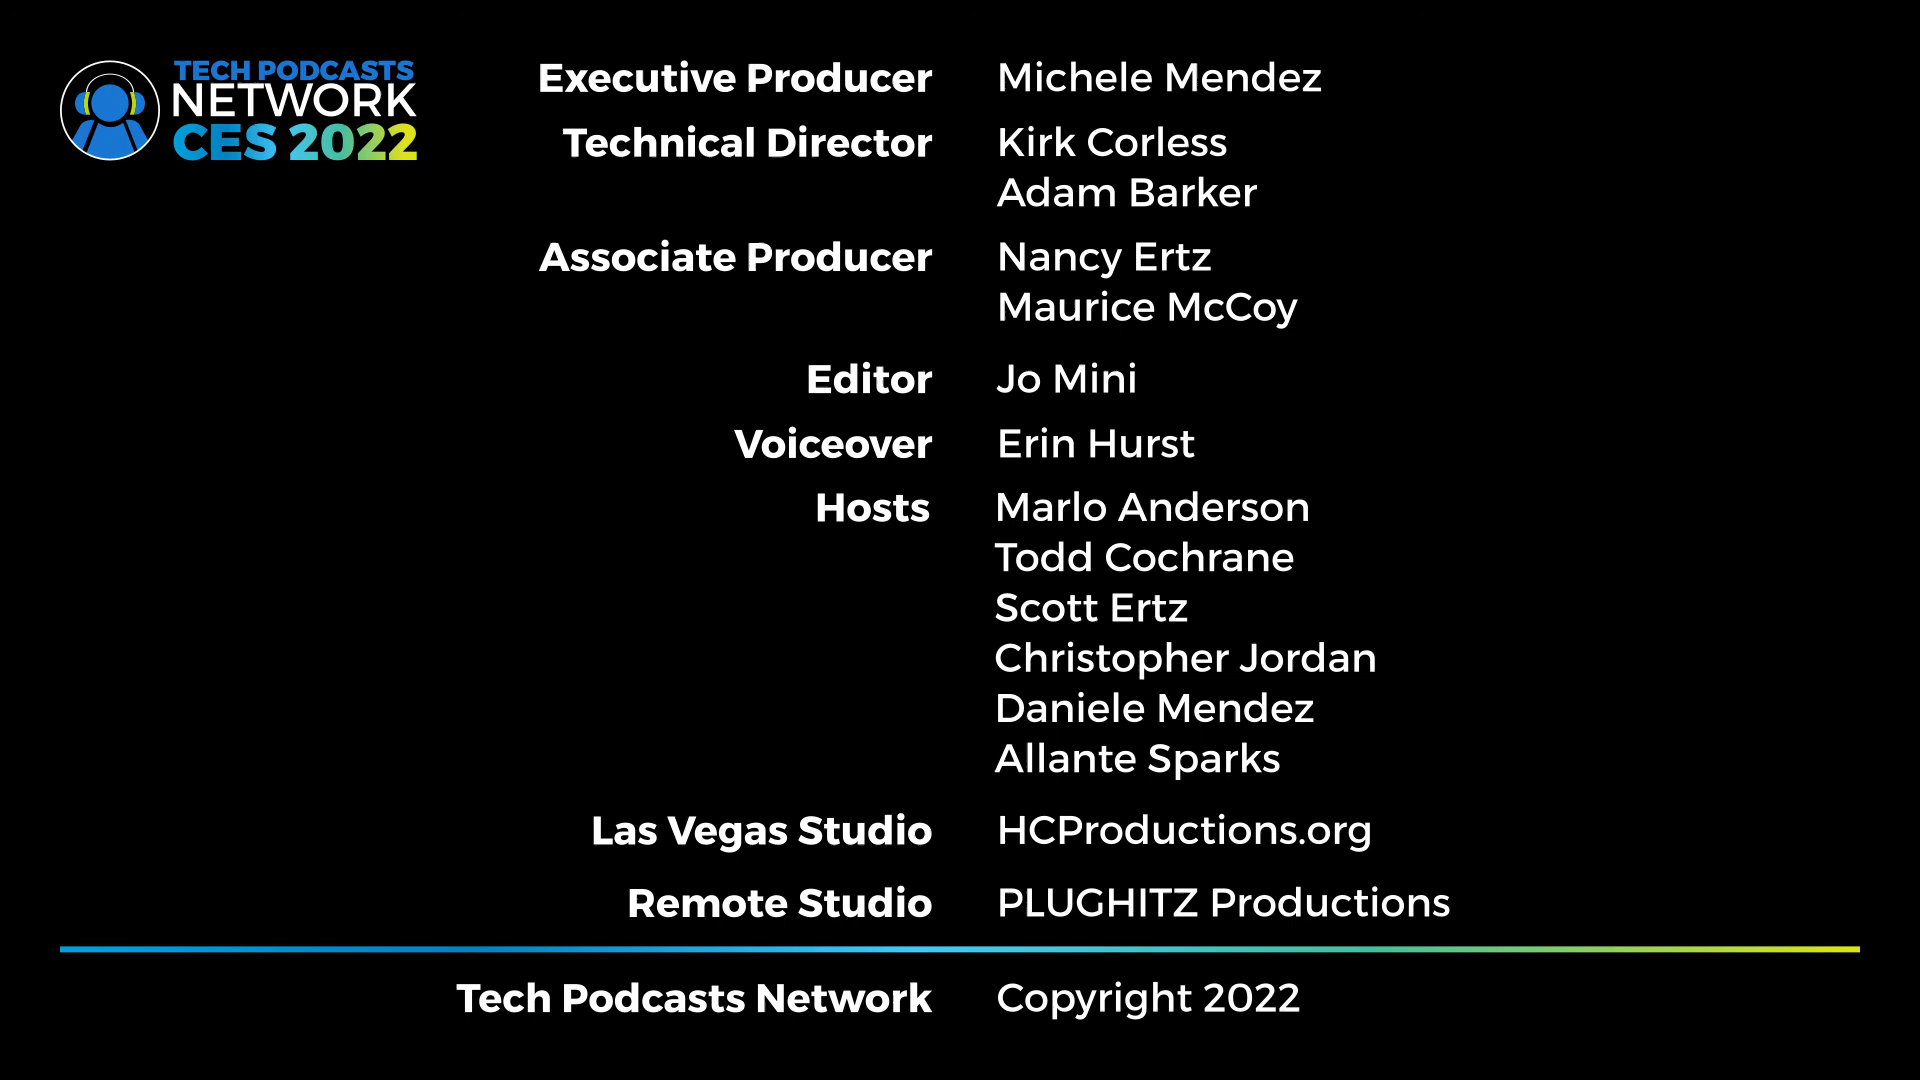 TECH PODCASTS
NETWORK
CES 2022
Executive Producer Michele Mendez
Technical Director Kirk Corless
Adam Barker
Associate Producer Nancy Ertz
Maurice McCoy
Editor Jo Mini
Voiceover Erin Hurst
Hosts Marlo Anderson
Todd Cochrane
Scott Ertz
Christopher Jordan
Daniele Mendez
Allante Sparks
Las Vegas Studio HCProductions.org
Remote Studio PLUGHITZ Productions
Tech Podcasts Network Copyright 2022